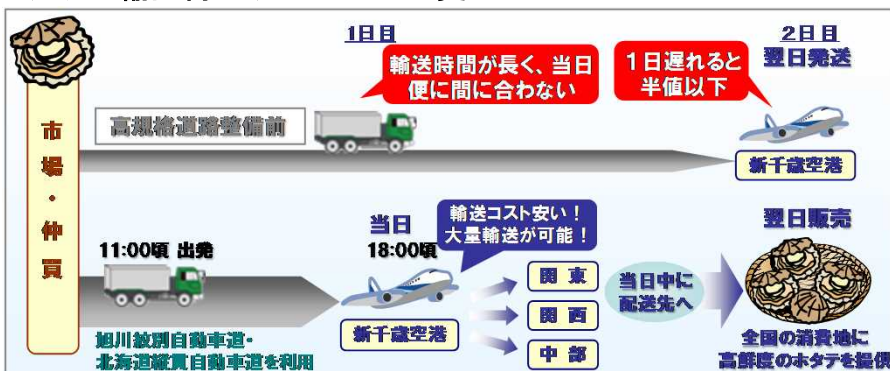 1日目
2日目
翌日発送
輸送時間が長く、当日
便に間に合わない
1日遅れると
半値以下
高規格道路整備前
新千歳空港
市場・仲買
11:00頃 出発
当日
18:00頃
輸送コスト安い！
大量輸送が可能！
翌日販売
関東
関西
中部
当日中に
配送先へ
新千歳空港
旭川紋別自動車道・
北海道縦貫自動車道を利用
全国の消費地に
高鮮度のホタテを提供